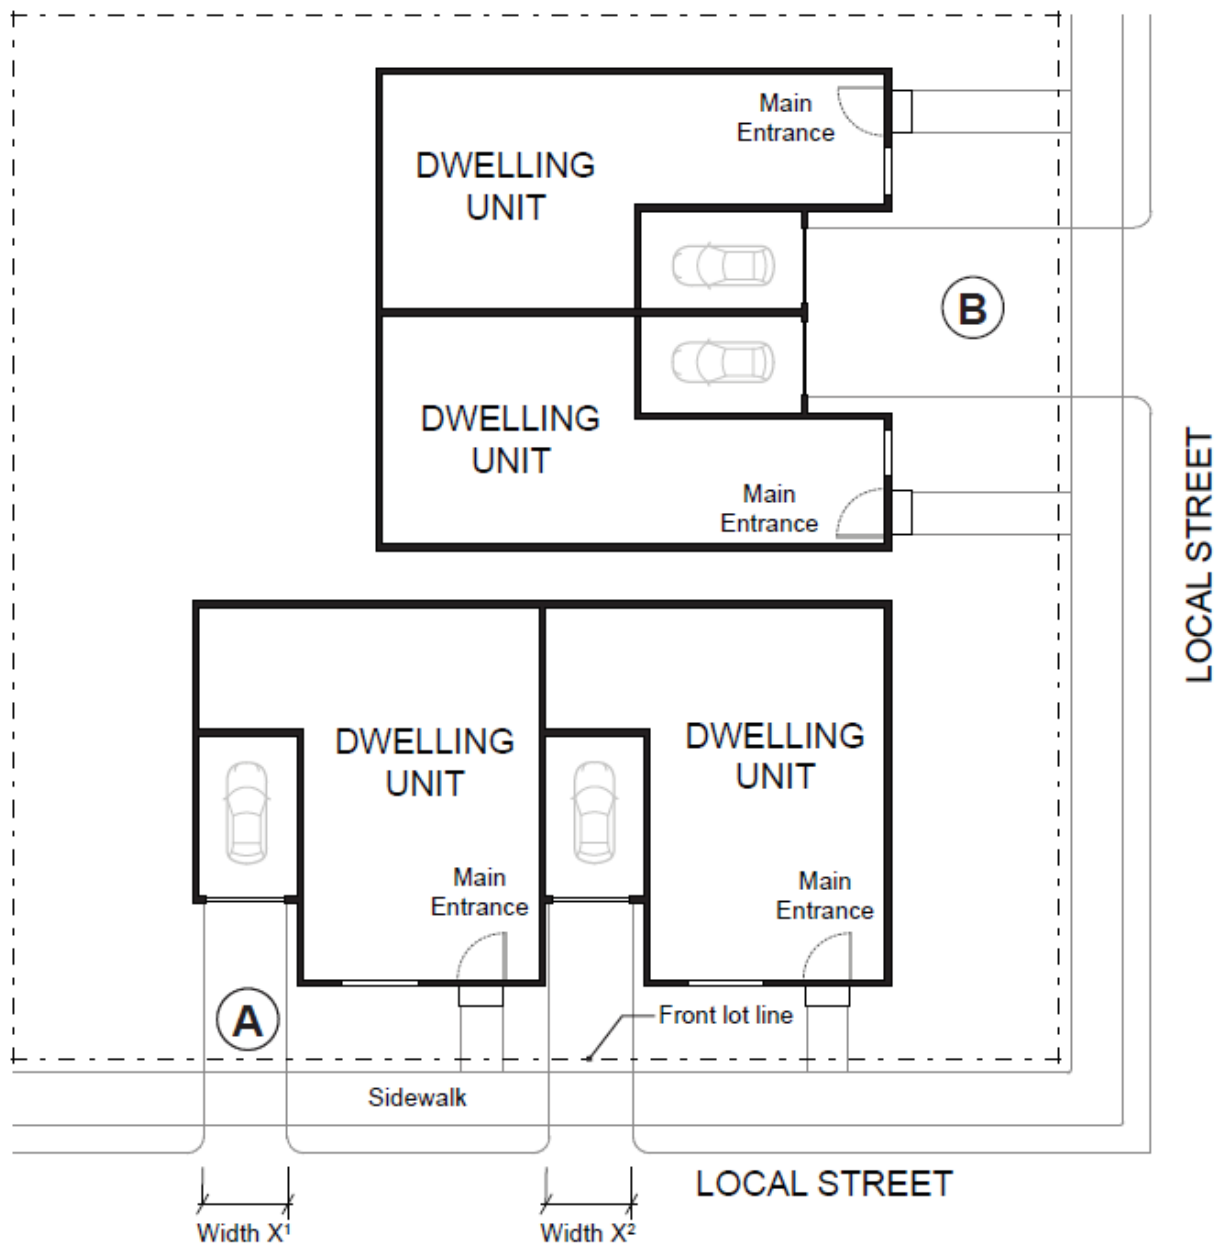 Main
Entrance
DWELLING
UNIT
B
DWELLING
UNIT
Main
Entrance
LOCAL STREET
DWELLING
UNIT
DWELLING
UNIT
Main
Entrance
Main
Entrance
A
Front lot line
Sidewalk
LOCAL STREET
Width X¹
Width X²